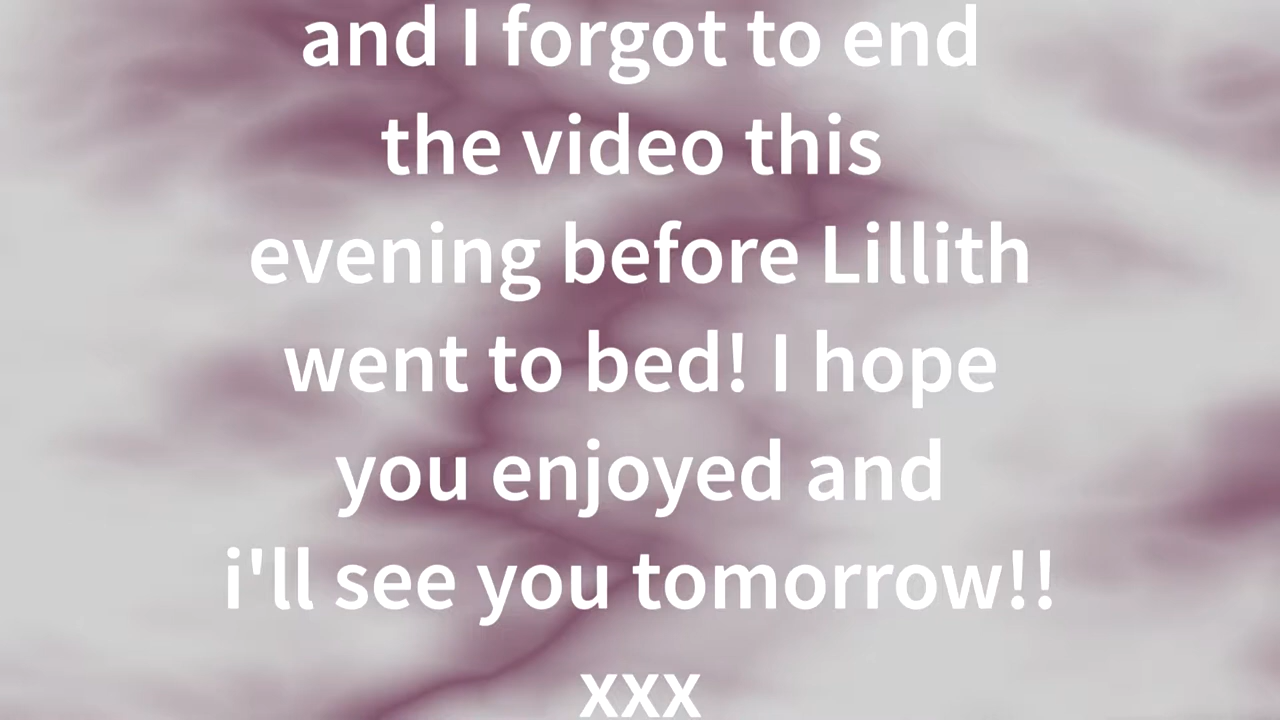 and I forgot to end
the video this
evening before Lillith
went to bed! I hope
you enjoyed and
i'll see you tomorrow!!
xxx